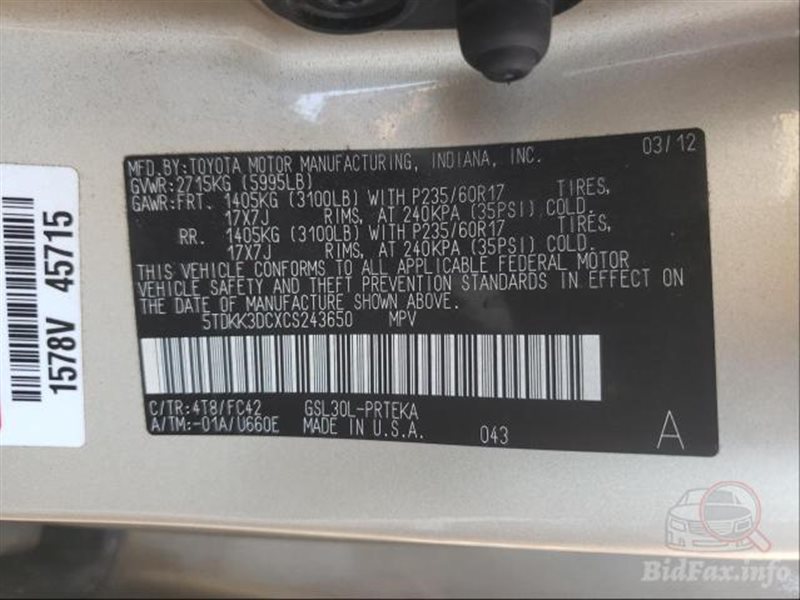 MFD.BY:TOYOTA MOTOR MANUFACTURING, INDIANA, INC. 03/12
GVWR:2715KG (5995LB)
GAWR:FRT. 1405KG (3100LB) WITH P235/60R17 TIRES,
17X7J RIMS, AT 240KPA (35PSI) COLD.
RR. 1405KG (3100LB) WITH P235/60R17 TIRES,
17X7J RIMS, AT 240KPA (35PSI) COLD.
THIS VEHICLE CONFORMS TO ALL APPLICABLE FEDERAL MOTOR
VEHICLE SAFETY AND THEFT PREVENTION STANDARDS IN EFFECT ON
THE DATE OF MANUFACTURE SHOWN ABOVE.
5TDKK3DCXCS243650 MPV
C/TR:4T8/FC42 GSL30L-PRTEKA
A/TM:-01A/U660E MADE IN U.S.A. 043 A
1578V 45715
BidFax.info